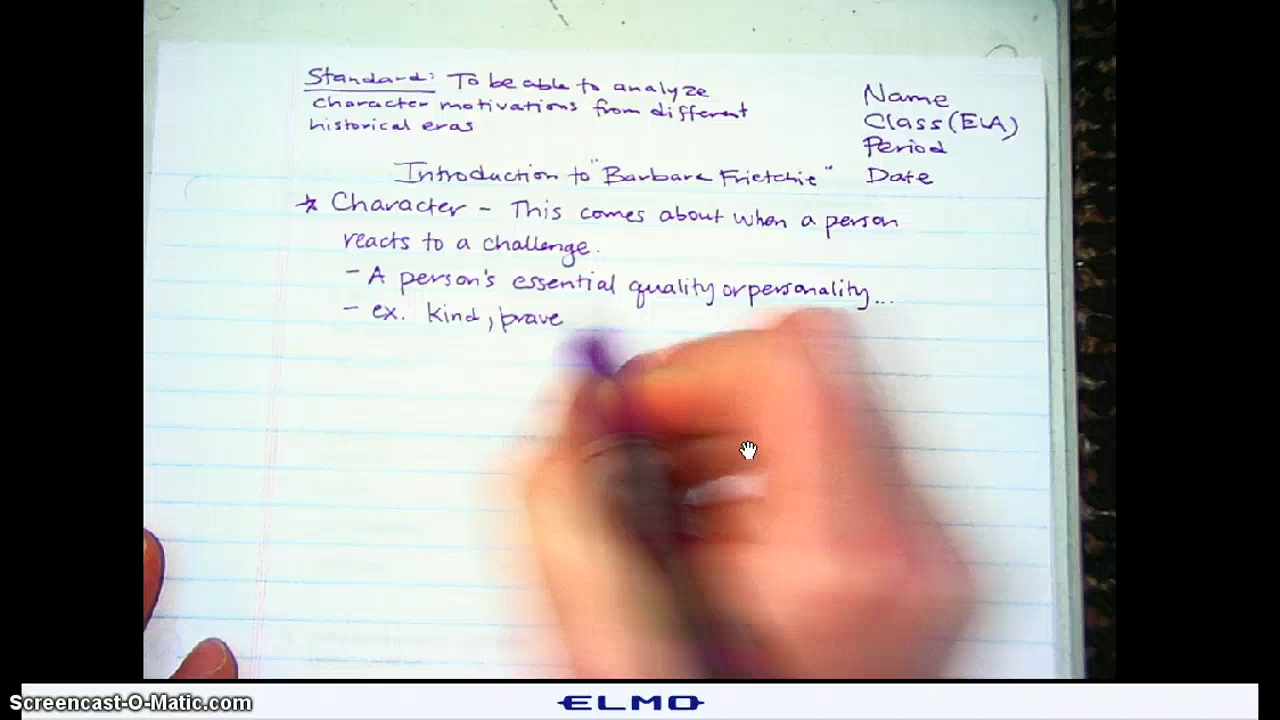 Standard: To be able to analyze
character motivations from different
historical eras
Name
Class (ELA)
Period
Date
Introduction to "Barbara Frietchie"
* Character - This comes about when a person
reacts to a challenge.
- A person's essential quality or personality...
- ex. kind, brave
Screencast-O-Matic.com
ELMO